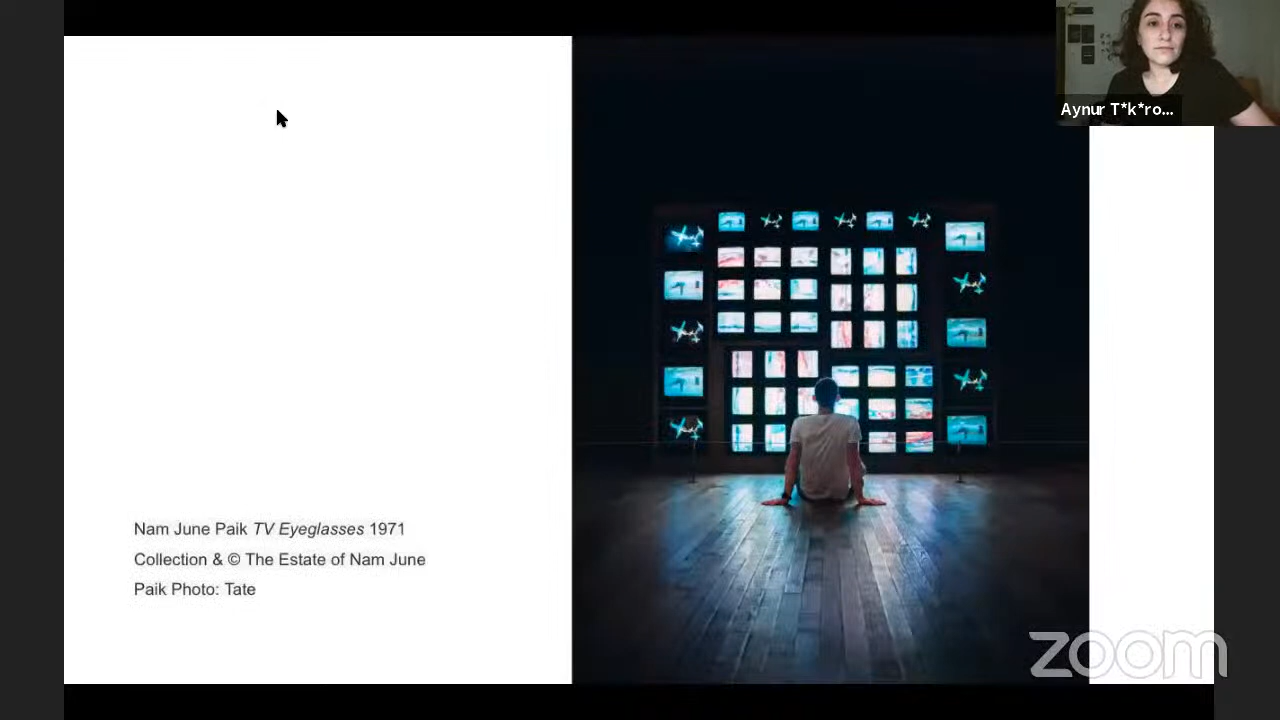 Aynur T*k*ro...
Nam June Paik TV Eyeglasses 1971
Collection & © The Estate of Nam June
Paik Photo: Tate
zoom